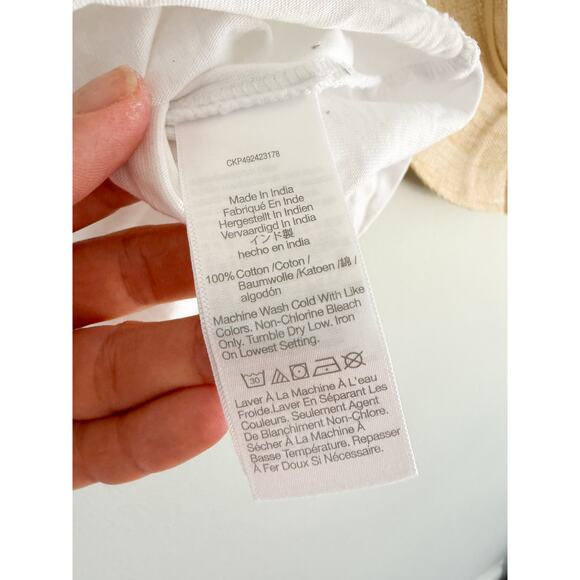 CKP492423178
Made In India
Fabriqué En Inde
Hergestellt In Indien
Vervaardigd In India
インド製
hecho en india
100% Cotton /Coton /
Baumwolle /Katoen /綿 /
algodón
Machine Wash Cold With Like
Colors. Non-Chlorine Bleach
Only. Tumble Dry Low. Iron
On Lowest Setting.
30
Laver À La Machine À L'eau
Froide.Laver En Séparant Les
Couleurs. Seulement Agent
De Blanchiment Non-Chlore.
Sécher À La Machine À
Basse Température. Repasser
À Fer Doux Si Nécessaire.